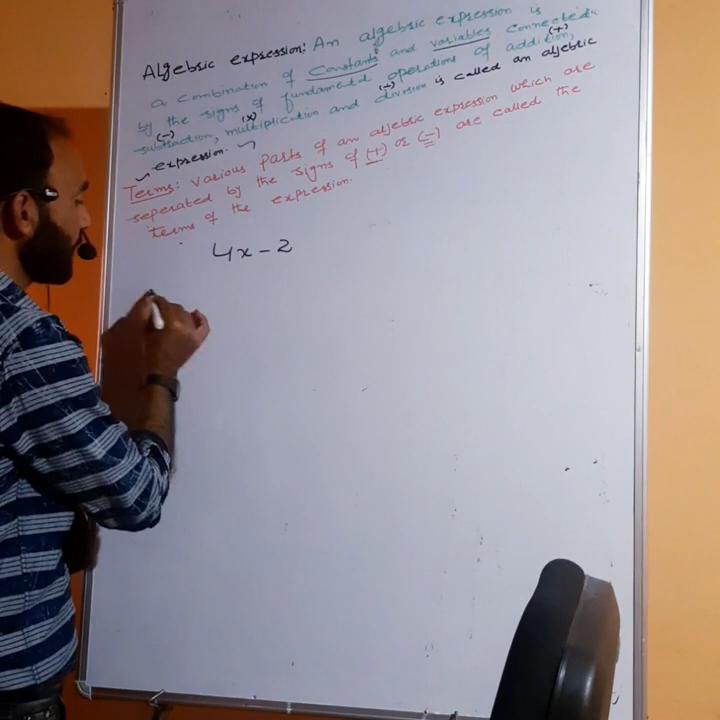 Algebric expression: An algebric expression is
a combination of Constants and variables connected
by the signs of fundamental operations of addition, (+)
(-) subtraction, (x) multiplication and (÷) division is called an algebric
expression.
Terms: various parts of an algebric expression which are
seperated by the signs of (+) or (-) are called the
terms of the expression.
4x-2